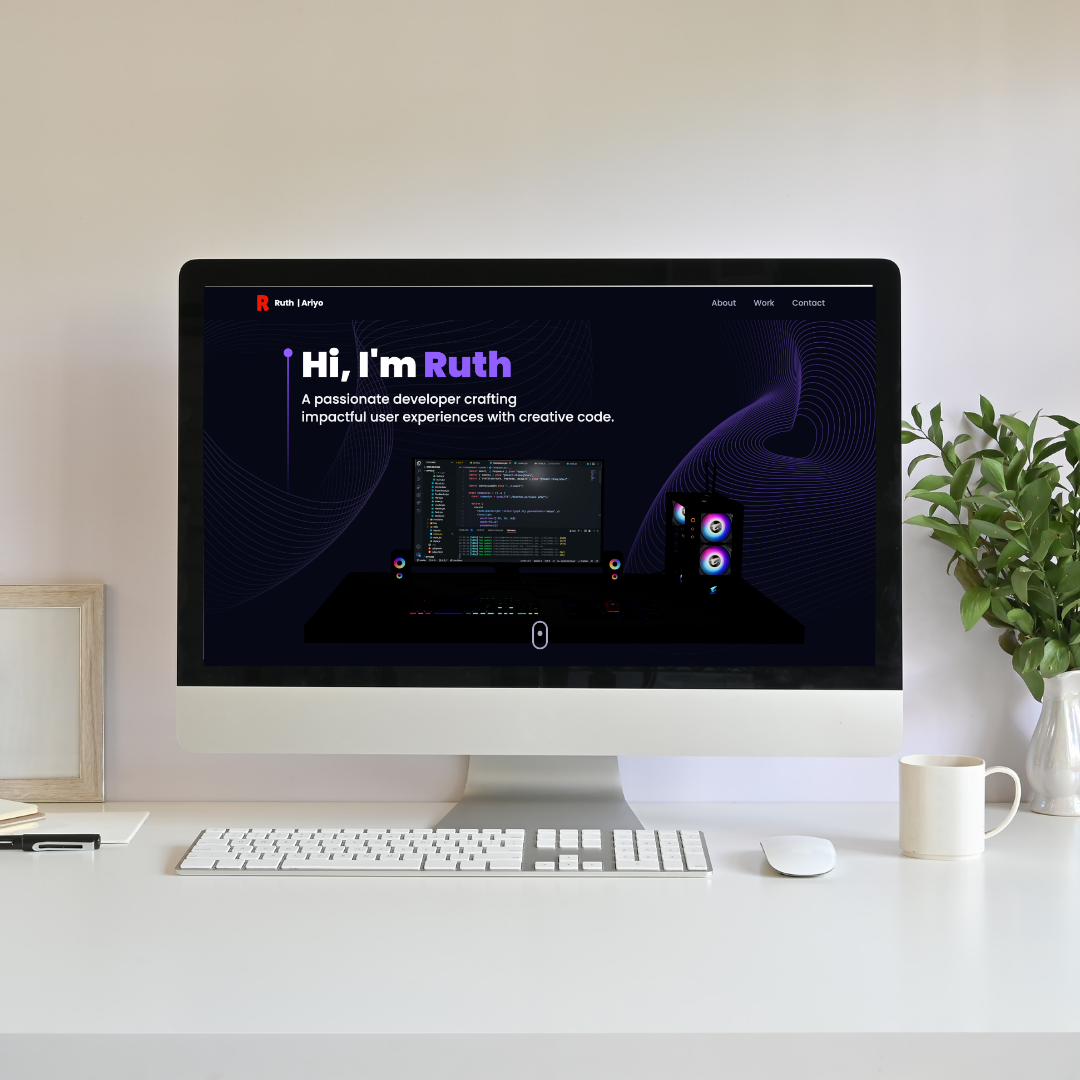 R Ruth | Ariyo
About Work Contact
Hi, I'm Ruth
A passionate developer crafting
impactful user experiences with creative code.